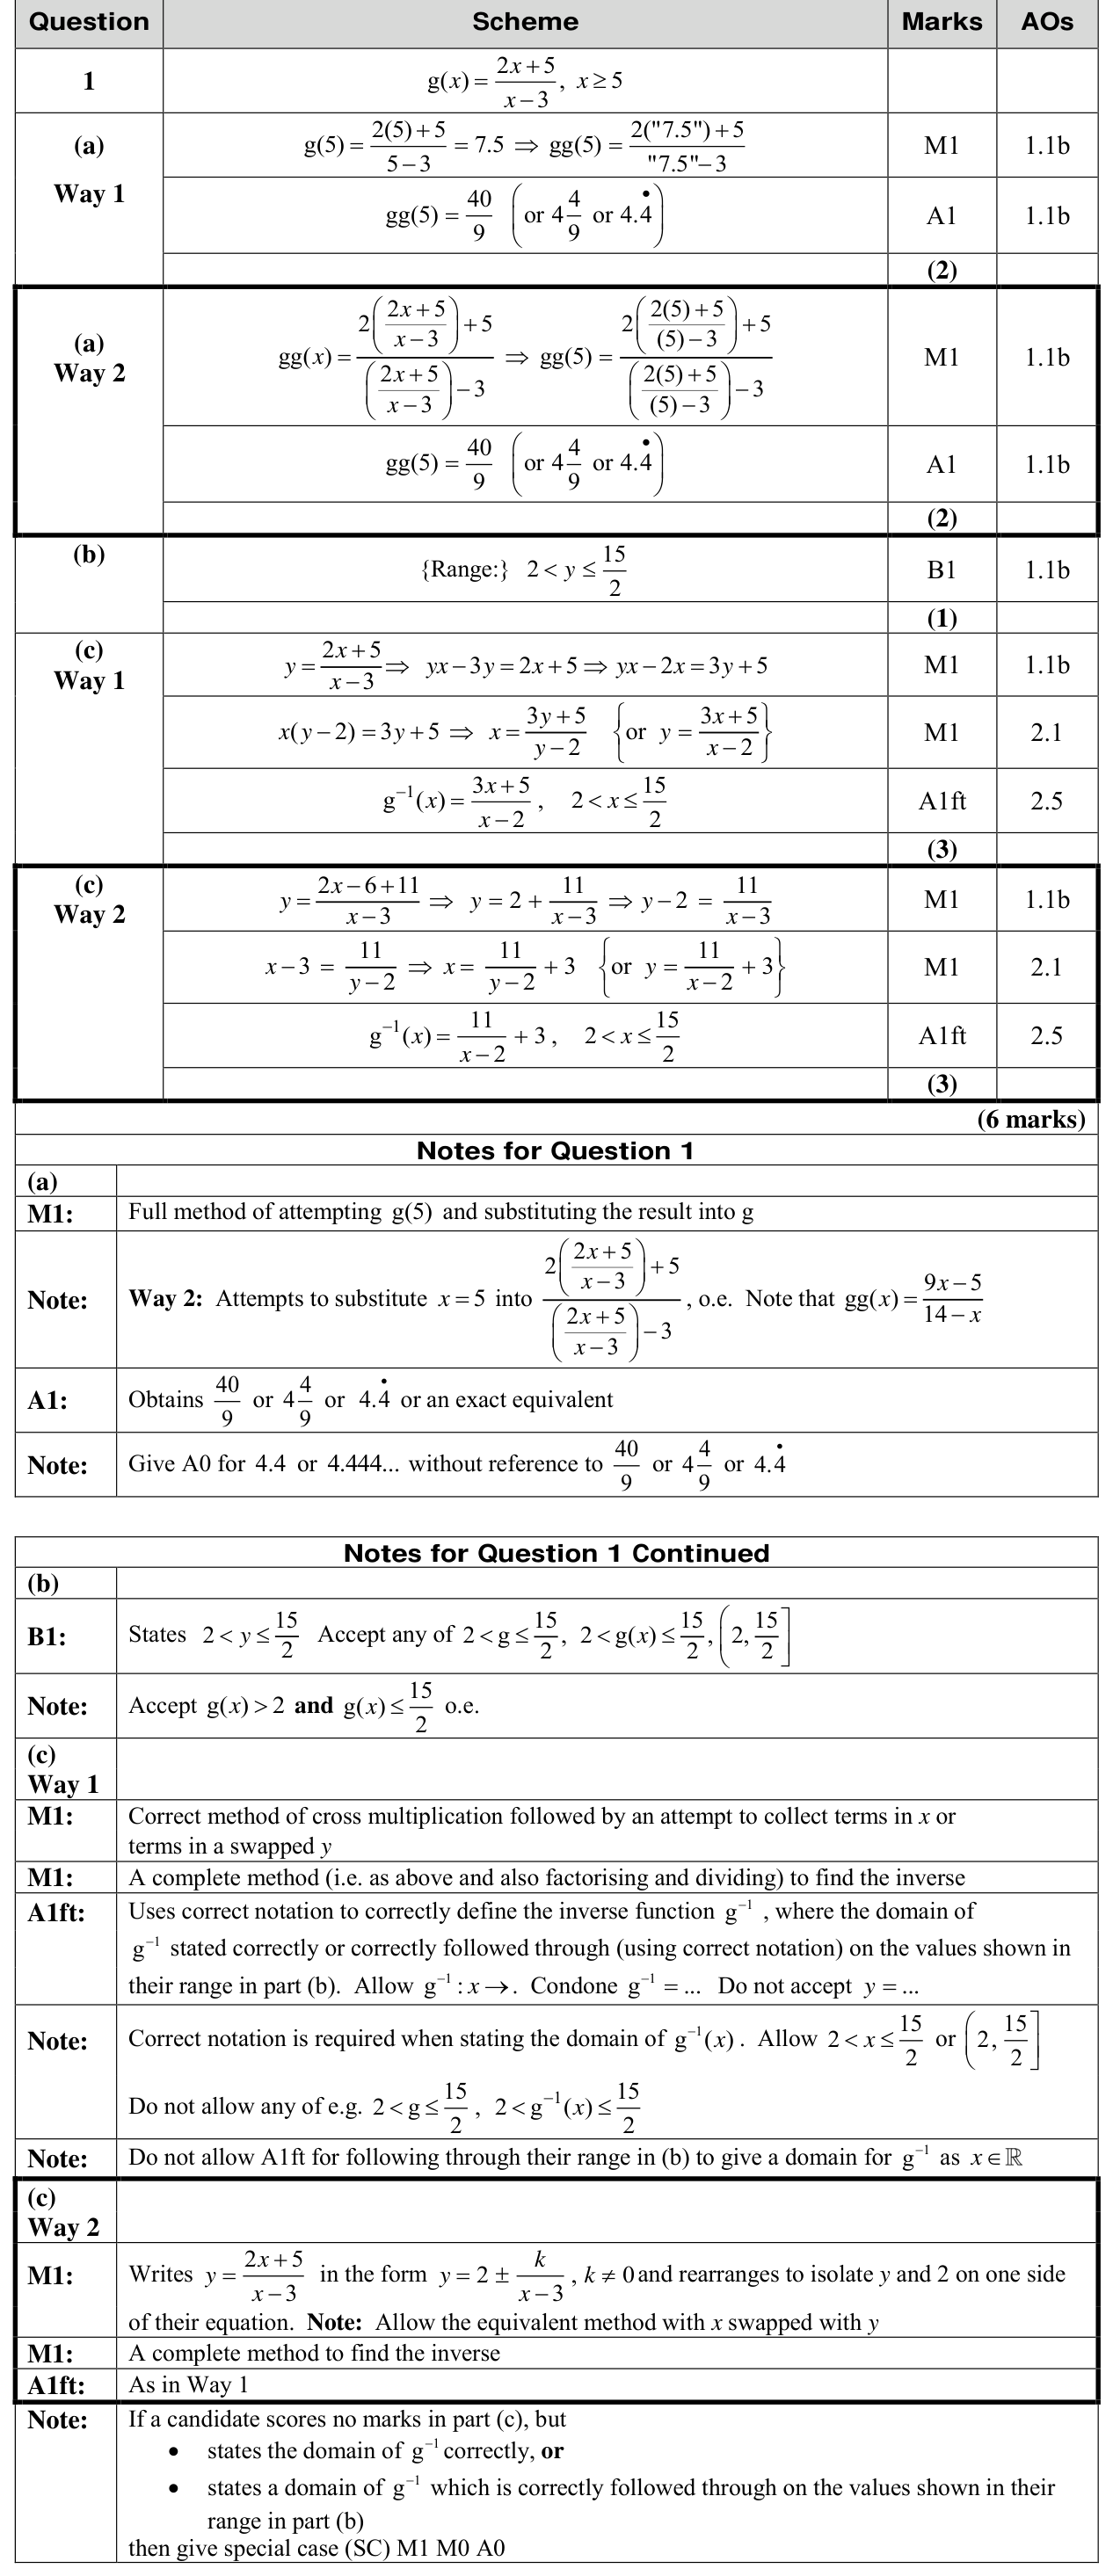 Question Scheme Marks AOs
1 g(x) = (2x + 5)/(x − 3), x ≥ 5
(a) Way 1 g(5) = (2(5) + 5)/(5 − 3) = 7.5 ⇒ gg(5) = (2("7.5") + 5)/("7.5" − 3) M1 1.1b
gg(5) = 40/9 (or 4 4/9 or 4.4̇) A1 1.1b
(2)
(a) Way 2 gg(x) = (2((2x + 5)/(x − 3)) + 5)/(((2x + 5)/(x − 3)) − 3) ⇒ gg(5) = (2((2(5) + 5)/((5) − 3)) + 5)/(((2(5) + 5)/((5) − 3)) − 3) M1 1.1b
gg(5) = 40/9 (or 4 4/9 or 4.4̇) A1 1.1b
(2)
(b) {Range:} 2 < y ≤ 15/2 B1 1.1b
(1)
(c) Way 1 y = (2x + 5)/(x − 3) ⇒ yx − 3y = 2x + 5 ⇒ yx − 2x = 3y + 5 M1 1.1b
x(y − 2) = 3y + 5 ⇒ x = (3y + 5)/(y − 2) {or y = (3x + 5)/(x − 2)} M1 2.1
g⁻¹(x) = (3x + 5)/(x − 2), 2 < x ≤ 15/2 A1ft 2.5
(3)
(c) Way 2 y = (2x − 6 + 11)/(x − 3) ⇒ y = 2 + 11/(x − 3) ⇒ y − 2 = 11/(x − 3) M1 1.1b
x − 3 = 11/(y − 2) ⇒ x = 11/(y − 2) + 3 {or y = 11/(x − 2) + 3} M1 2.1
g⁻¹(x) = 11/(x − 2) + 3, 2 < x ≤ 15/2 A1ft 2.5
(3)
(6 marks)
Notes for Question 1
(a)
M1: Full method of attempting g(5) and substituting the result into g
Note: Way 2: Attempts to substitute x = 5 into (2((2x + 5)/(x − 3)) + 5)/(((2x + 5)/(x − 3)) − 3), o.e. Note that gg(x) = (9x − 5)/(14 − x)
A1: Obtains 40/9 or 4 4/9 or 4.4̇ or an exact equivalent
Note: Give A0 for 4.4 or 4.444... without reference to 40/9 or 4 4/9 or 4.4̇
Notes for Question 1 Continued
(b)
B1: States 2 < y ≤ 15/2 Accept any of 2 < g ≤ 15/2, 2 < g(x) ≤ 15/2, (2, 15/2]
Note: Accept g(x) > 2 and g(x) ≤ 15/2 o.e.
(c)
Way 1
M1: Correct method of cross multiplication followed by an attempt to collect terms in x or
terms in a swapped y
M1: A complete method (i.e. as above and also factorising and dividing) to find the inverse
A1ft: Uses correct notation to correctly define the inverse function g⁻¹, where the domain of
g⁻¹ stated correctly or correctly followed through (using correct notation) on the values shown in
their range in part (b). Allow g⁻¹ : x →. Condone g⁻¹ = ... Do not accept y = ...
Note: Correct notation is required when stating the domain of g⁻¹(x). Allow 2 < x ≤ 15/2 or (2, 15/2]
Do not allow any of e.g. 2 < g ≤ 15/2, 2 < g⁻¹(x) ≤ 15/2
Note: Do not allow A1ft for following through their range in (b) to give a domain for g⁻¹ as x ∈ ℝ
(c)
Way 2
M1: Writes y = (2x + 5)/(x − 3) in the form y = 2 ± k/(x − 3), k ≠ 0 and rearranges to isolate y and 2 on one side
of their equation. Note: Allow the equivalent method with x swapped with y
M1: A complete method to find the inverse
A1ft: As in Way 1
Note: If a candidate scores no marks in part (c), but
• states the domain of g⁻¹ correctly, or
• states a domain of g⁻¹ which is correctly followed through on the values shown in their
range in part (b)
then give special case (SC) M1 M0 A0